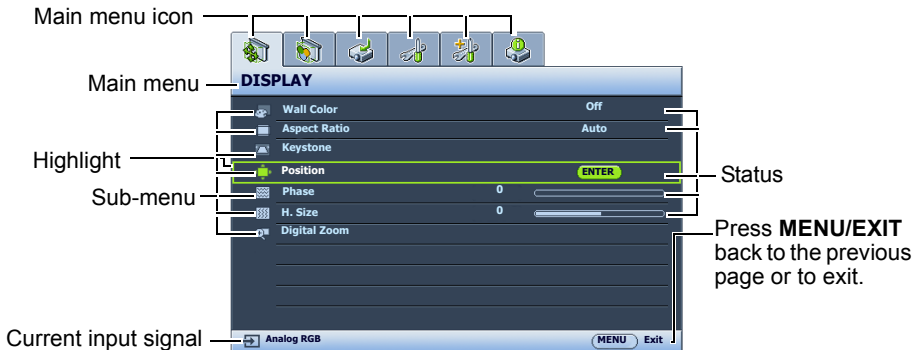 Main menu icon
Main menu
DISPLAY
Wall Color Off
Aspect Ratio Auto
Keystone
Highlight
Position ENTER
Status
Sub-menu
Phase 0
H. Size 0
Digital Zoom
Press MENU/EXIT
back to the previous
page or to exit.
Current input signal
Analog RGB
MENU Exit